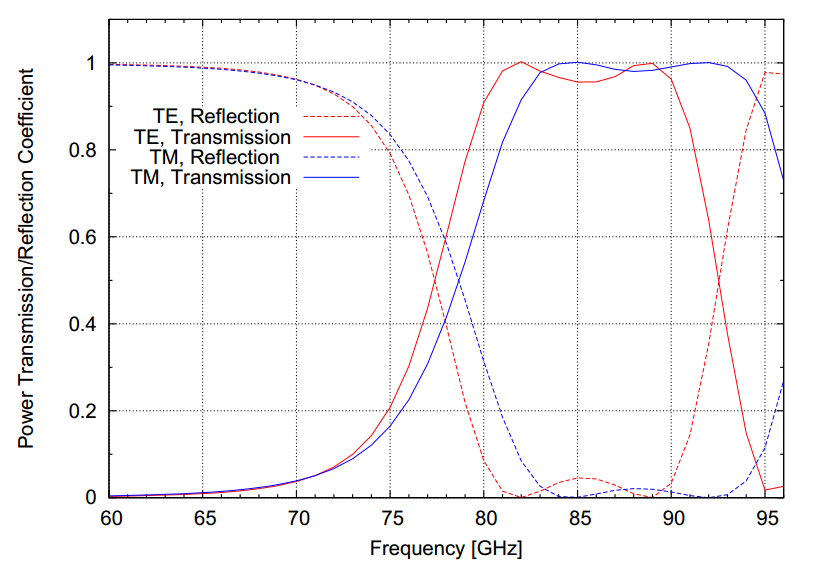 Power Transmission/Reflection Coefficient
1
0.8
0.6
0.4
0.2
0
TE, Reflection
TE, Transmission
TM, Reflection
TM, Transmission
60 65 70 75 80 85 90 95
Frequency [GHz]